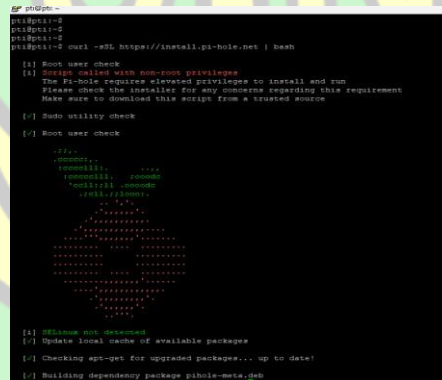 pti@pti: ~
pti@pti:~$
pti@pti:~$
pti@pti:~$
pti@pti:~$ curl -sSL https://install.pi-hole.net | bash
[i] Root user check
[i] Script called with non-root privileges
The Pi-hole requires elevated privileges to install and run
Please check the installer for any concerns regarding this requirement
Make sure to download this script from a trusted source
[✓] Sudo utility check
[✓] Root user check
[i] SELinux not detected
[✓] Update local cache of available packages
[✓] Checking apt-get for upgraded packages... up to date!
[✓] Building dependency package pihole-meta.deb